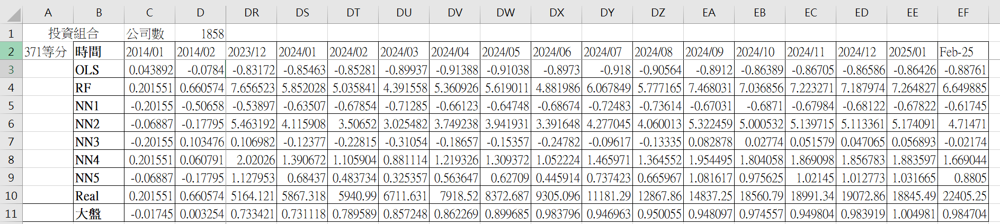 A B C D DR DS DT DU DV DW DX DY DZ EA EB EC ED EE EF
1 投資組合 公司數 1858
2 371等分 時間 2014/01 2014/02 2023/12 2024/01 2024/02 2024/03 2024/04 2024/05 2024/06 2024/07 2024/08 2024/09 2024/10 2024/11 2024/12 2025/01 Feb-25
3 OLS 0.043892 -0.0784 -0.83172 -0.85463 -0.85281 -0.89937 -0.91388 -0.91038 -0.8973 -0.918 -0.90564 -0.8912 -0.86389 -0.86705 -0.86586 -0.86426 -0.88761
4 RF 0.201551 0.660574 7.656523 5.852028 5.035841 4.391558 5.360926 5.619011 4.881986 6.067849 5.777165 7.468031 7.036856 7.223271 7.187974 7.264827 6.649885
5 NN1 -0.20155 -0.50658 -0.53897 -0.63507 -0.67854 -0.71285 -0.66123 -0.64748 -0.68674 -0.72483 -0.73614 -0.67031 -0.6871 -0.67984 -0.68122 -0.67822 -0.61745
6 NN2 -0.06887 -0.17795 5.463192 4.115908 3.50652 3.025482 3.749238 3.941931 3.391648 4.277045 4.060013 5.322459 5.000532 5.139715 5.113361 5.174091 4.71471
7 NN3 -0.20155 0.103476 0.106982 -0.12377 -0.22815 -0.31054 -0.18657 -0.15357 -0.24782 -0.09617 -0.13335 0.082878 0.02774 0.051579 0.047065 0.056893 -0.02174
8 NN4 0.201551 0.060791 2.02026 1.390672 1.105904 0.881114 1.219326 1.309372 1.052224 1.465971 1.364552 1.954495 1.804058 1.869098 1.856783 1.883597 1.669044
9 NN5 -0.06887 -0.17795 1.127953 0.68437 0.483734 0.325357 0.563647 0.62709 0.445914 0.737423 0.665967 1.081617 0.975625 1.02145 1.012773 1.031665 0.8805
10 Real 0.201551 0.660574 5164.121 5867.318 5940.99 6711.631 7918.52 8372.687 9305.096 11181.29 12867.86 14837.25 18560.79 18991.34 19072.86 18845.49 22405.25
11 大盤 -0.01745 0.003254 0.733421 0.731118 0.789589 0.857248 0.862269 0.899685 0.983796 0.946963 0.950055 0.948097 0.974557 0.949804 0.983919 1.004981 0.984704